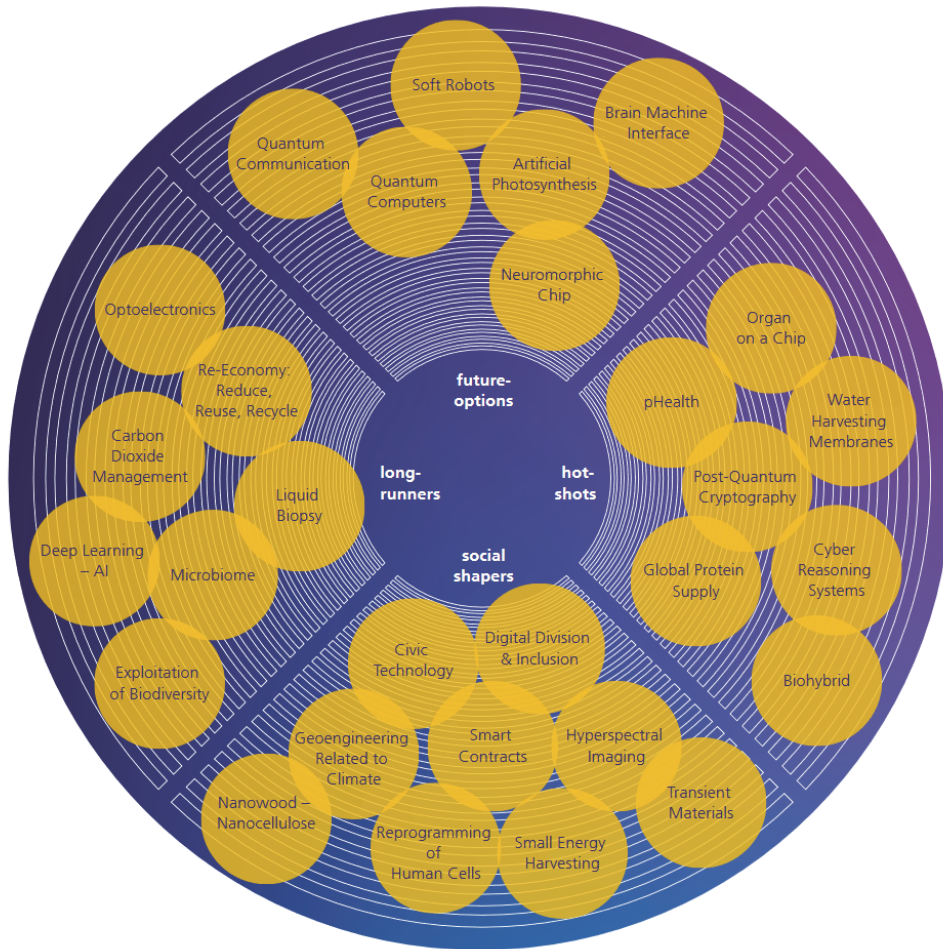 Soft Robots
Brain Machine
Interface
Quantum
Communication
Artificial
Photosynthesis
Quantum
Computers
Neuromorphic
Chip
Optoelectronics
Re-Economy:
Reduce,
Reuse, Recycle
Carbon
Dioxide
Management
Liquid
Biopsy
Deep Learning
– AI
Microbiome
Exploitation
of Biodiversity
future-
options
long-
runners
hot-
shots
social
shapers
Organ
on a Chip
pHealth
Water
Harvesting
Membranes
Post-Quantum
Cryptography
Global Protein
Supply
Cyber
Reasoning
Systems
Biohybrid
Civic
Technology
Digital Division
& Inclusion
Geoengineering
Related to
Climate
Smart
Contracts
Hyperspectral
Imaging
Nanowood –
Nanocellulose
Reprogramming
of
Human Cells
Small Energy
Harvesting
Transient
Materials